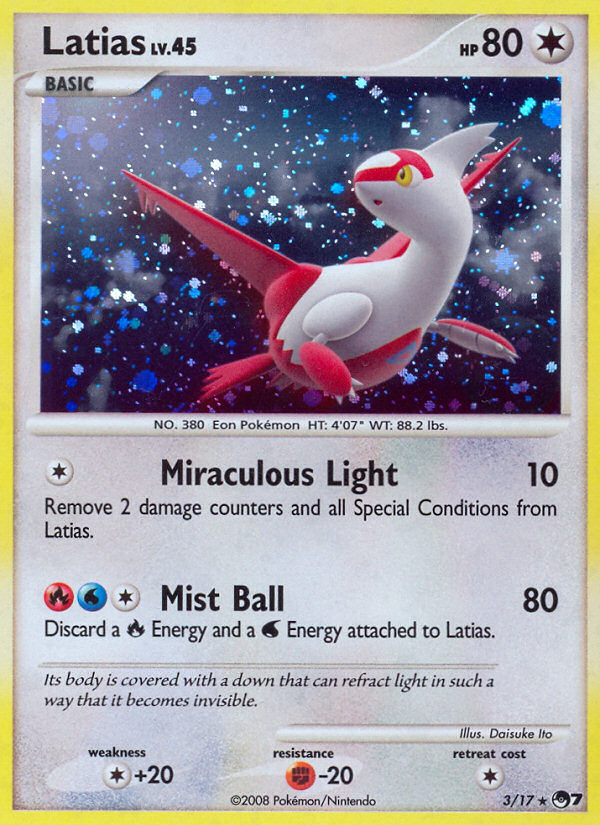 Latias LV.45 HP 80
BASIC
NO. 380 Eon Pokémon HT: 4'07" WT: 88.2 lbs.
Miraculous Light 10
Remove 2 damage counters and all Special Conditions from
Latias.
Mist Ball 80
Discard a Energy and a Energy attached to Latias.
Its body is covered with a down that can refract light in such a
way that it becomes invisible.
Illus. Daisuke Ito
weakness resistance retreat cost
+20 -20
©2008 Pokémon/Nintendo 3/17 ★ 7